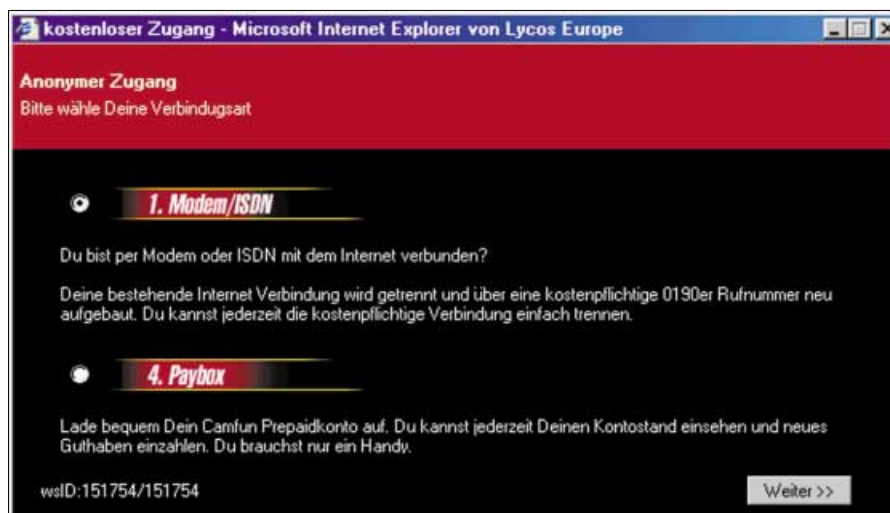 kostenloser Zugang - Microsoft Internet Explorer von Lycos Europe
Anonymer Zugang
Bitte wähle Deine Verbindugsart
1. Modem/ISDN
Du bist per Modem oder ISDN mit dem Internet verbunden?
Deine bestehende Internet Verbindung wird getrennt und über eine kostenpflichtige 0190er Rufnummer neu
aufgebaut. Du kannst jederzeit die kostenpflichtige Verbindung einfach trennen.
4. Paybox
Lade bequem Dein Camfun Prepaidkonto auf. Du kannst jederzeit Deinen Kontostand einsehen und neues
Guthaben einzahlen. Du brauchst nur ein Handy.
wsID:151754/151754
Weiter >>